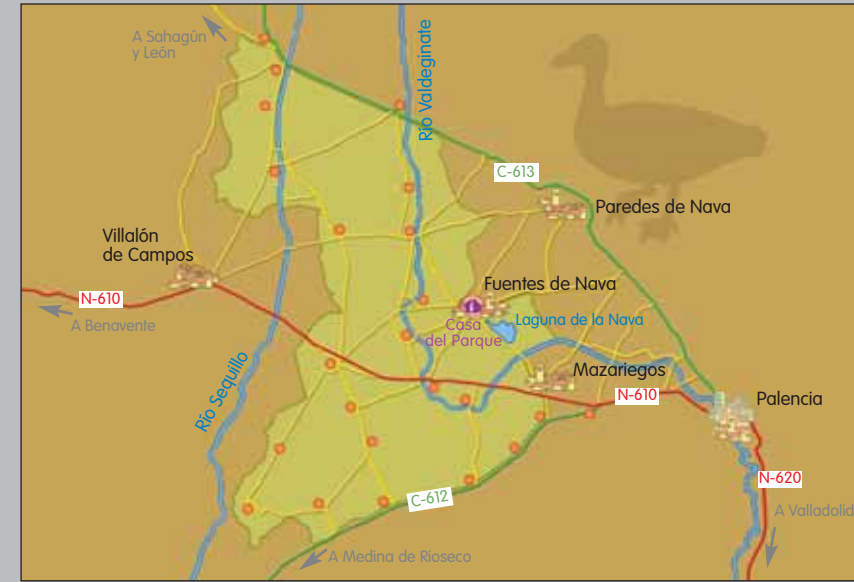 A Sahagún
y León
Río Valdeginate
C-613
Paredes de Nava
Villalón
de Campos
Fuentes de Nava
N-610
A Benavente
Casa
del Parque
Laguna de la Nava
Río Sequillo
Mazariegos
N-610
Palencia
N-620
C-612
A Valladolid
A Medina de Rioseco